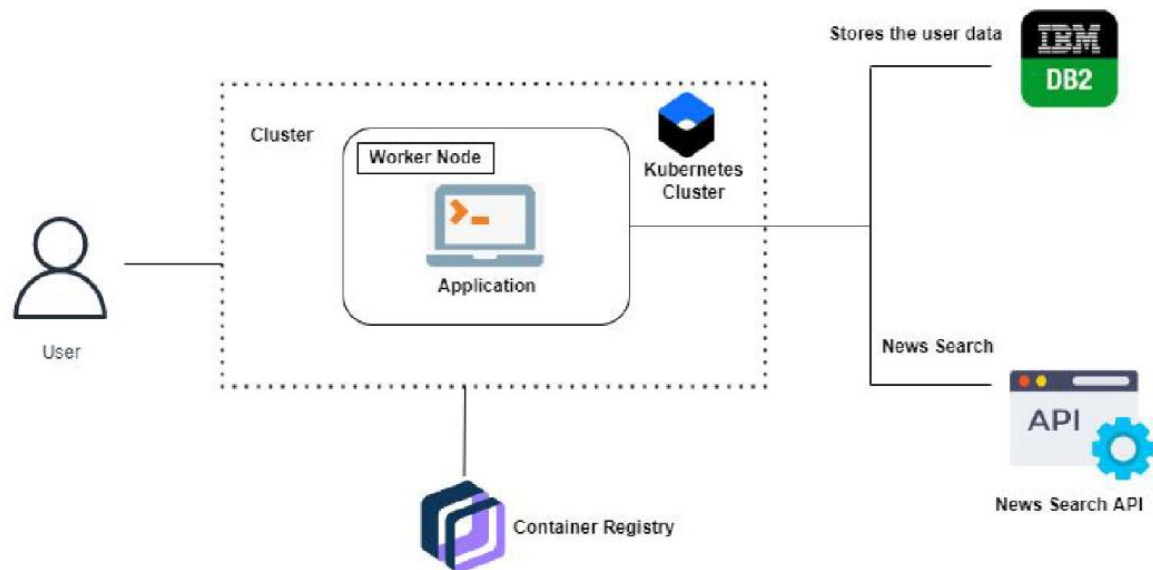 Stores the user data
IBM
DB2
Cluster
Worker Node
Kubernetes
Cluster
Application
User
News Search
API
News Search API
Container Registry